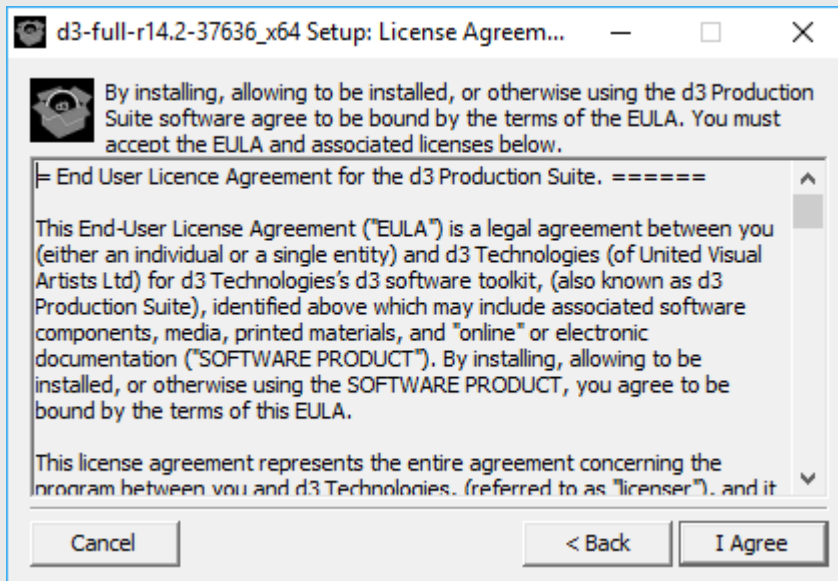 d3-full-r14.2-37636_x64 Setup: License Agreem...
By installing, allowing to be installed, or otherwise using the d3 Production
Suite software agree to be bound by the terms of the EULA. You must
accept the EULA and associated licenses below.
= End User Licence Agreement for the d3 Production Suite. ======
This End-User License Agreement ("EULA") is a legal agreement between you
(either an individual or a single entity) and d3 Technologies (of United Visual
Artists Ltd) for d3 Technologies's d3 software toolkit, (also known as d3
Production Suite), identified above which may include associated software
components, media, printed materials, and "online" or electronic
documentation ("SOFTWARE PRODUCT"). By installing, allowing to be
installed, or otherwise using the SOFTWARE PRODUCT, you agree to be
bound by the terms of this EULA.
This license agreement represents the entire agreement concerning the
program between you and d3 Technologies, (referred to as "licenser"), and it
Cancel
< Back
I Agree